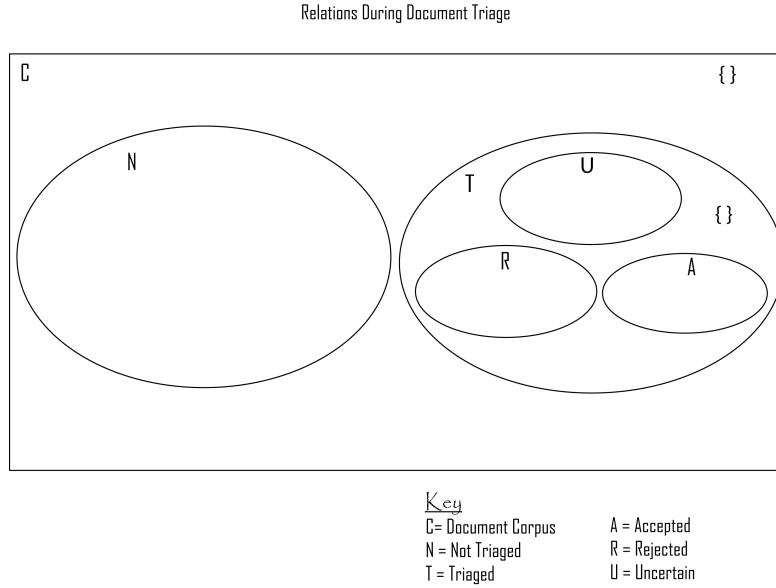 Relations During Document Triage
C
{ }
N
T
U
{ }
R
A
Key
C= Document Corpus
N = Not Triaged
T = Triaged
A = Accepted
R = Rejected
U = Uncertain